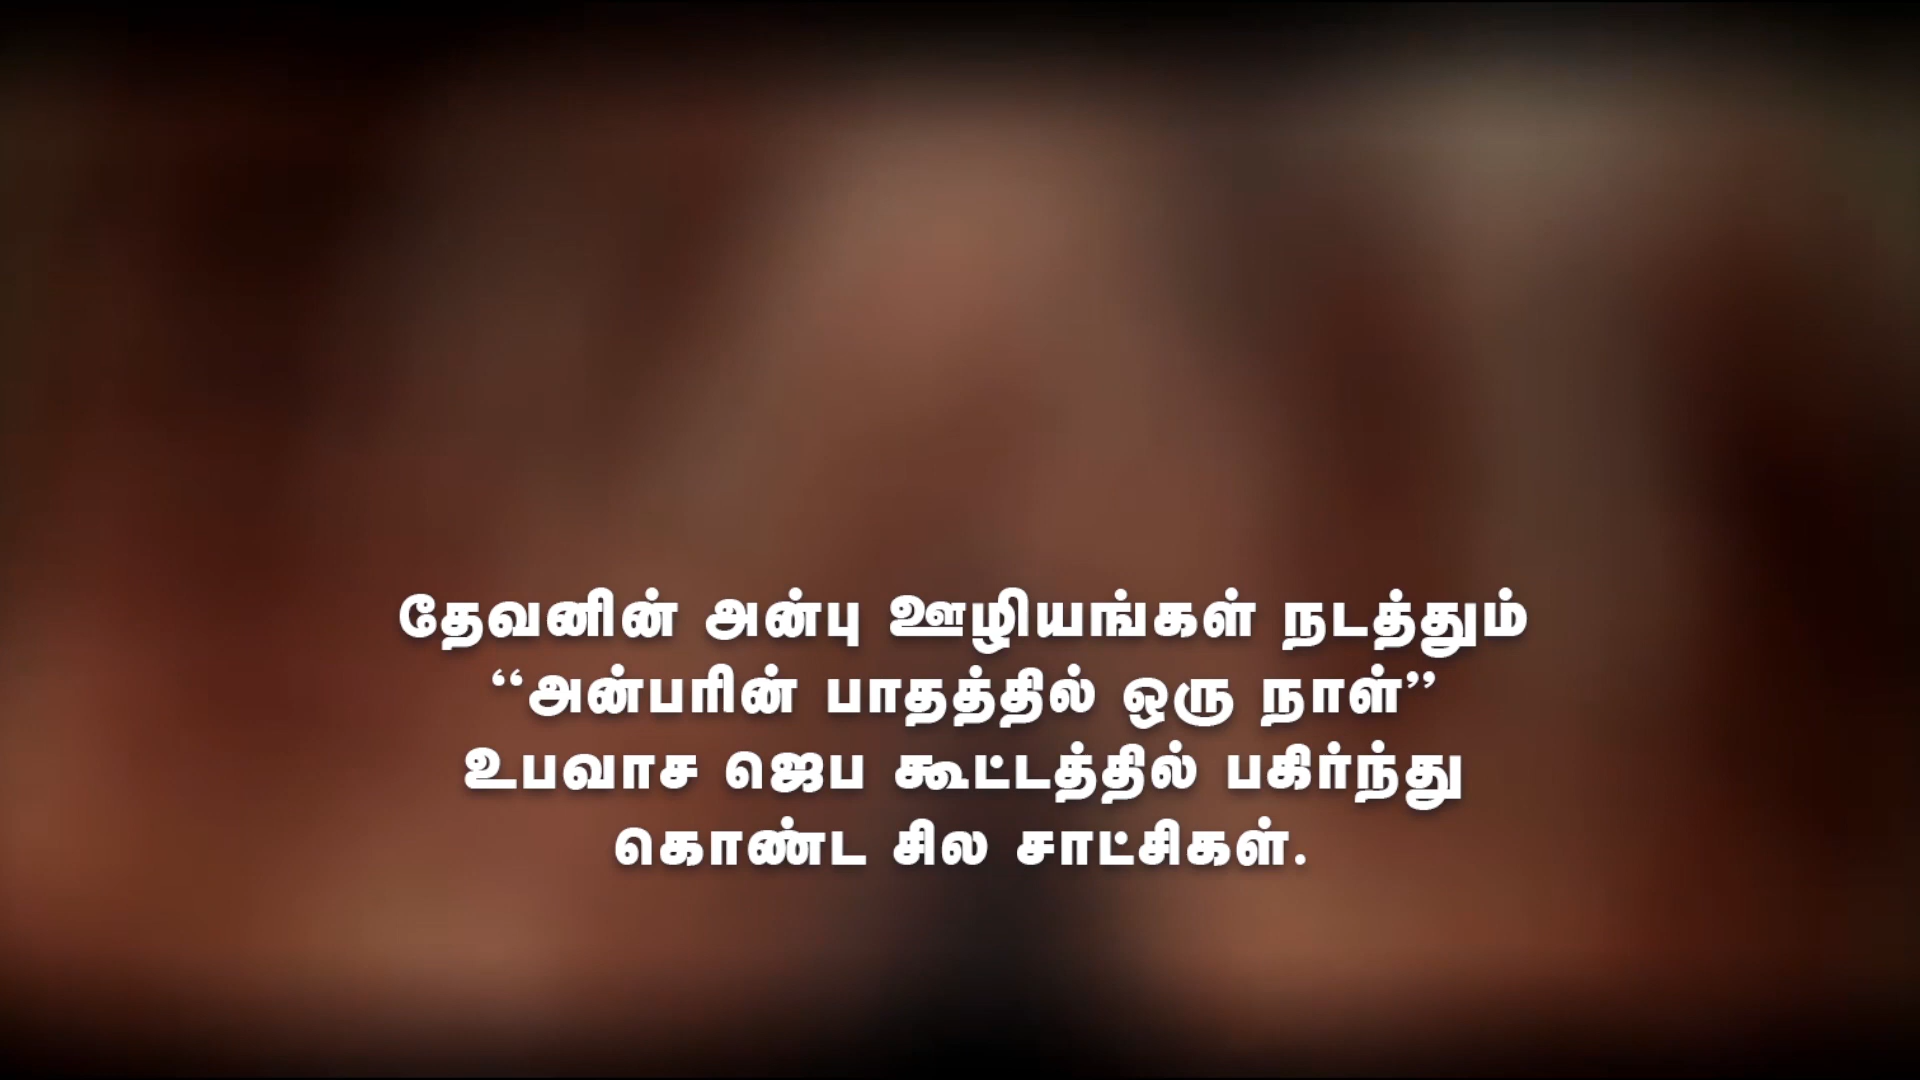 தேவனின் அன்பு ஊழியங்கள் நடத்தும்
“அன்பரின் பாதத்தில் ஒரு நாள்”
உபவாச ஜெப கூட்டத்தில் பகிர்ந்து
கொண்ட சில சாட்சிகள்.